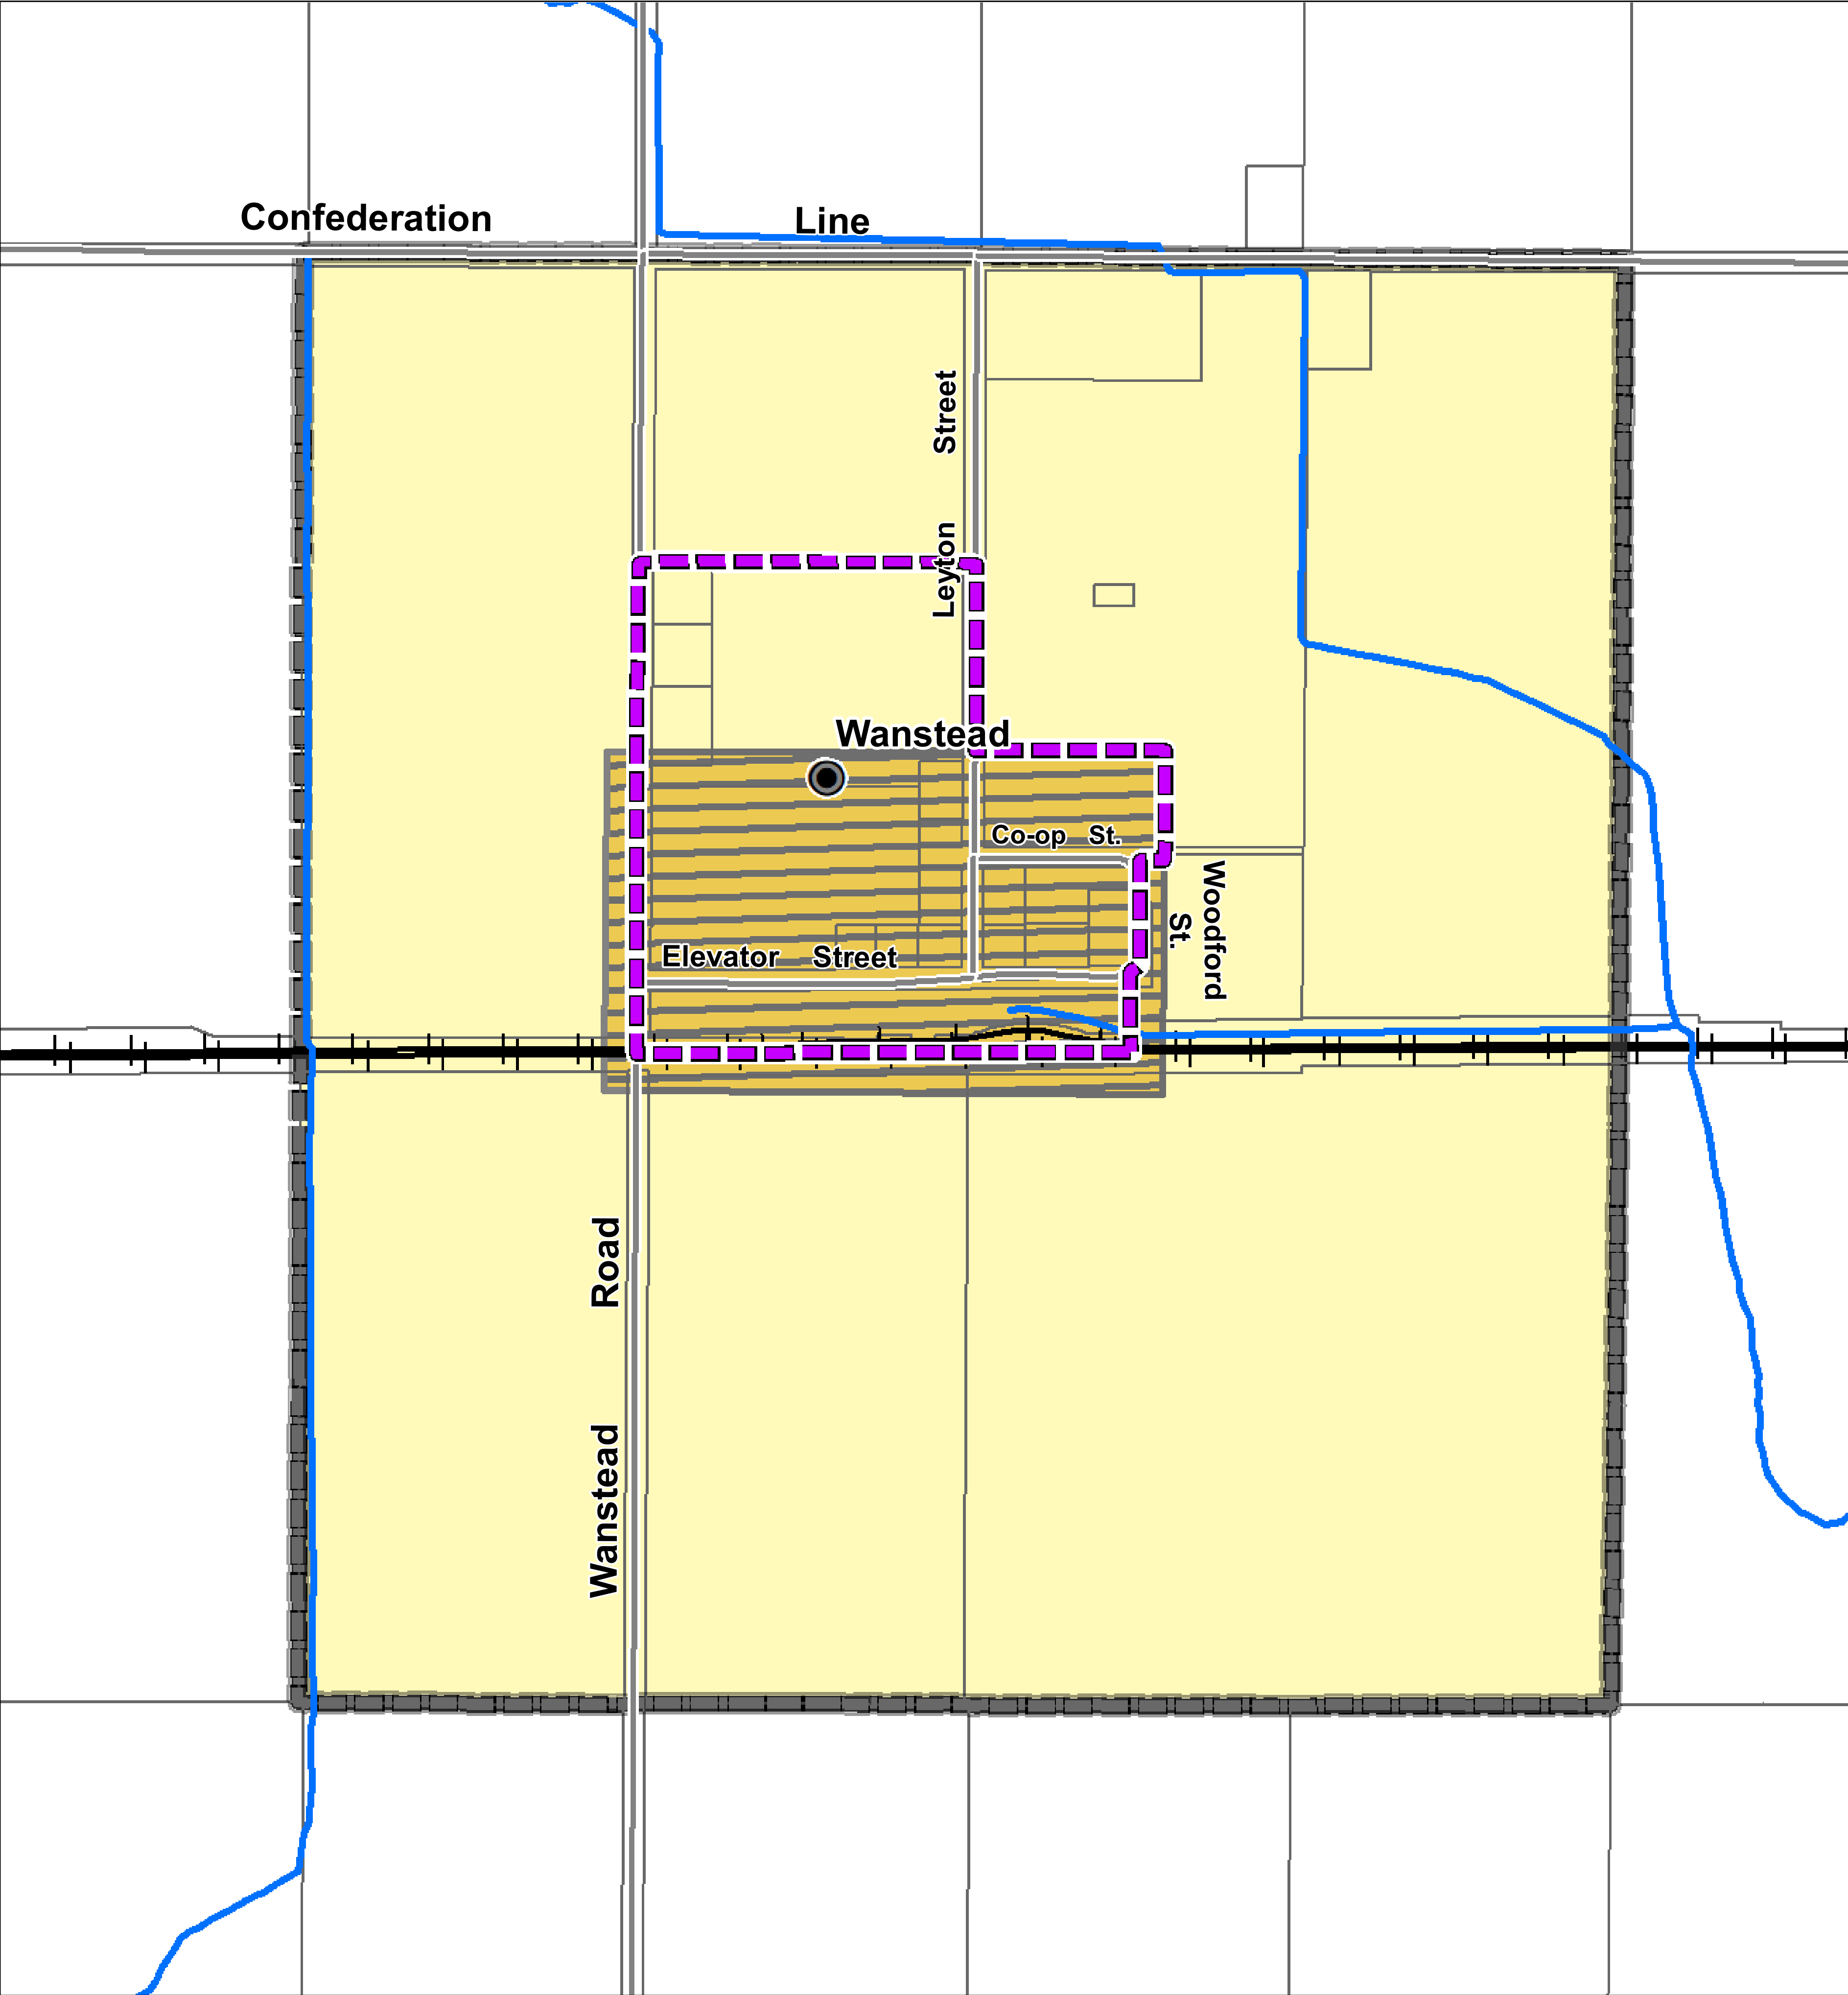 Confederation Line
Leyton Street
Wanstead
Co-op St.
Woodford
St.
Elevator Street
Wanstead Road